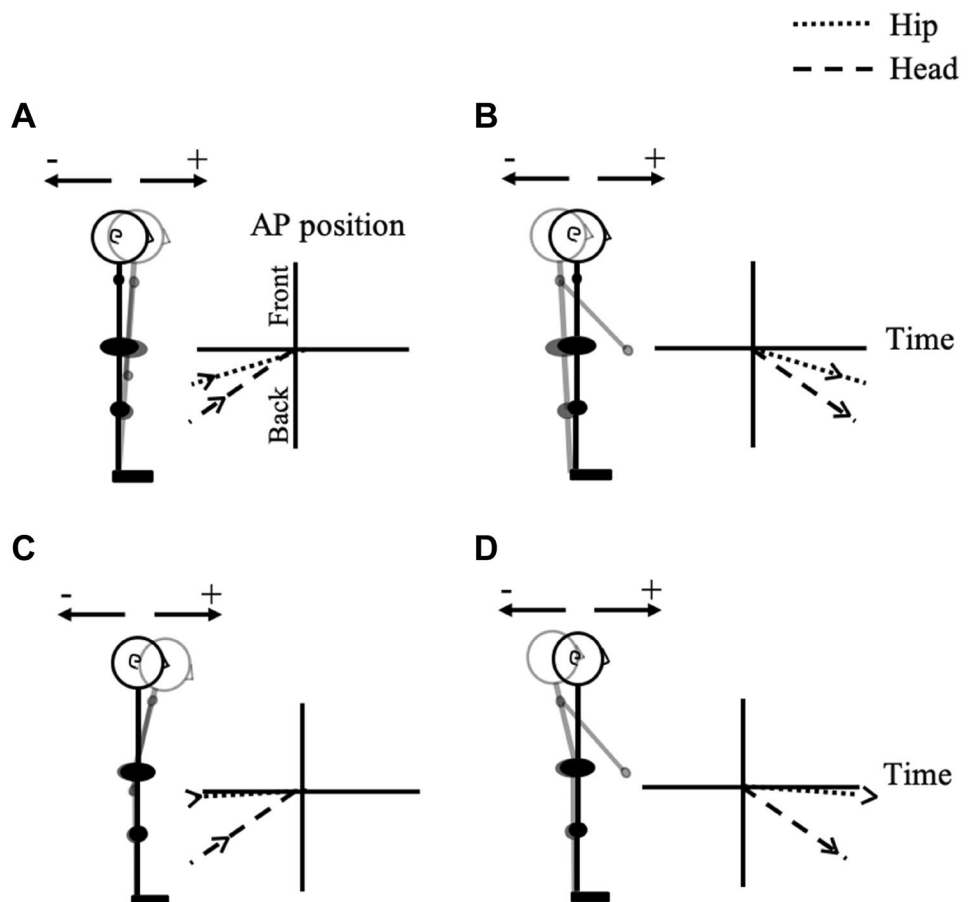 Hip
Head
A
B
- +
- +
AP position
Front
Back
Time
C
D
- +
- +
Time